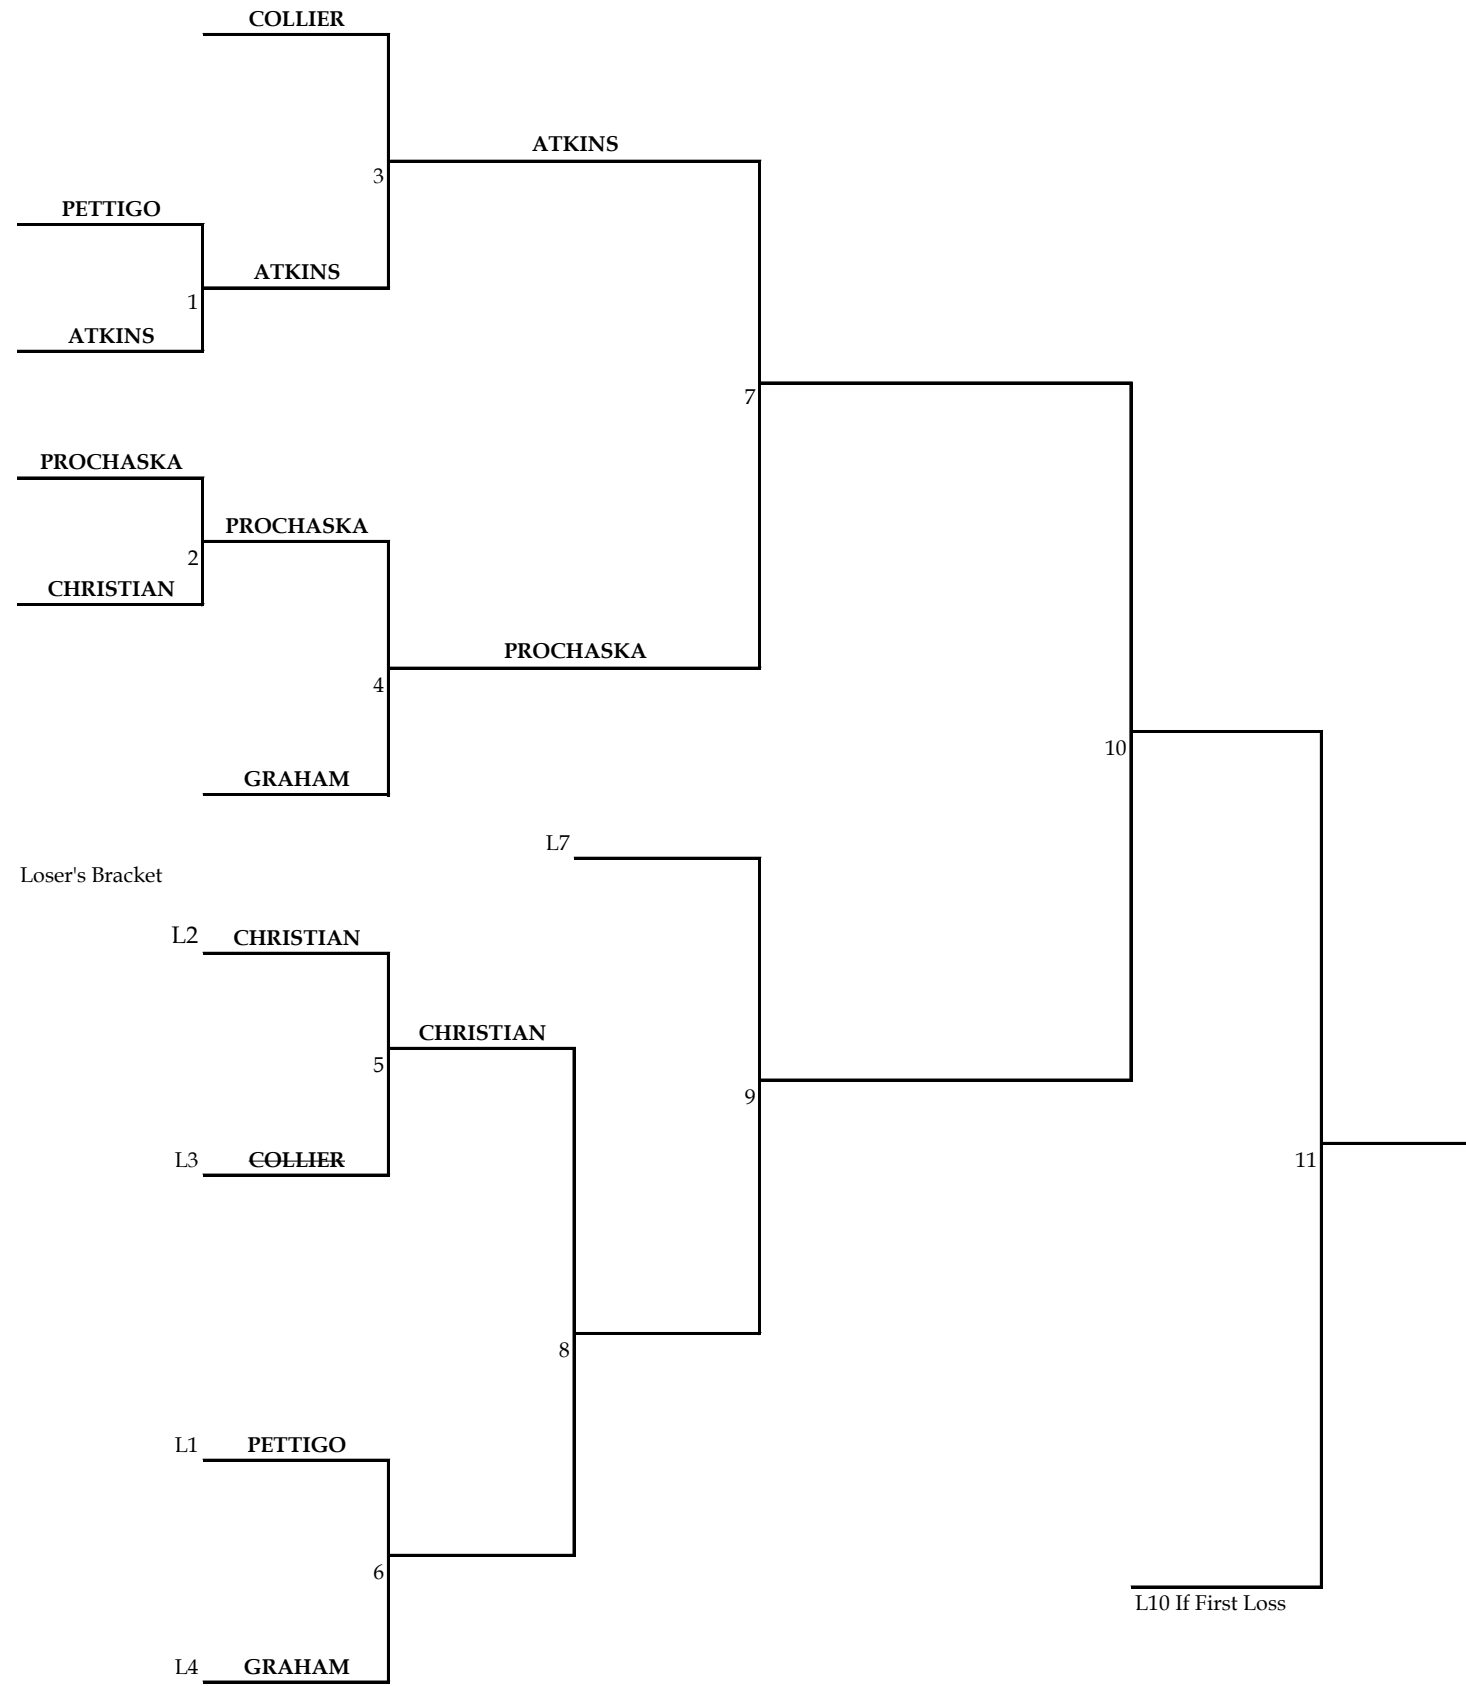 COLLIER
ATKINS
3
PETTIGO
ATKINS
1
ATKINS
7
PROCHASKA
PROCHASKA
2
CHRISTIAN
PROCHASKA
4
10
GRAHAM
L7
Loser's Bracket
L2 CHRISTIAN
CHRISTIAN
5
9
L3 COLLIER
11
8
L1 PETTIGO
6
L10 If First Loss
L4 GRAHAM